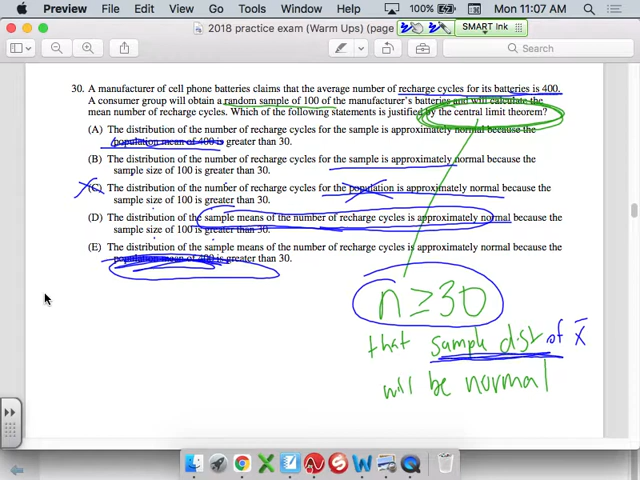 Preview File Edit View Go Tools Window Help 100% Mon 11:07 AM
2018 practice exam (Warm Ups) (page SMART Ink
Search
30. A manufacturer of cell phone batteries claims that the average number of recharge cycles for its batteries is 400.
A consumer group will obtain a random sample of 100 of the manufacturer's batteries and will calculate the
mean number of recharge cycles. Which of the following statements is justified by the central limit theorem?
(A) The distribution of the number of recharge cycles for the sample is approximately normal because the
population mean of 400 is greater than 30.
(B) The distribution of the number of recharge cycles for the sample is approximately normal because the
sample size of 100 is greater than 30.
(C) The distribution of the number of recharge cycles for the population is approximately normal because the
sample size of 100 is greater than 30.
(D) The distribution of the sample means of the number of recharge cycles is approximately normal because the
sample size of 100 is greater than 30.
(E) The distribution of the sample means of the number of recharge cycles is approximately normal because the
population mean of 400 is greater than 30.
n ≥ 30
that sample dist of x̄
will be normal